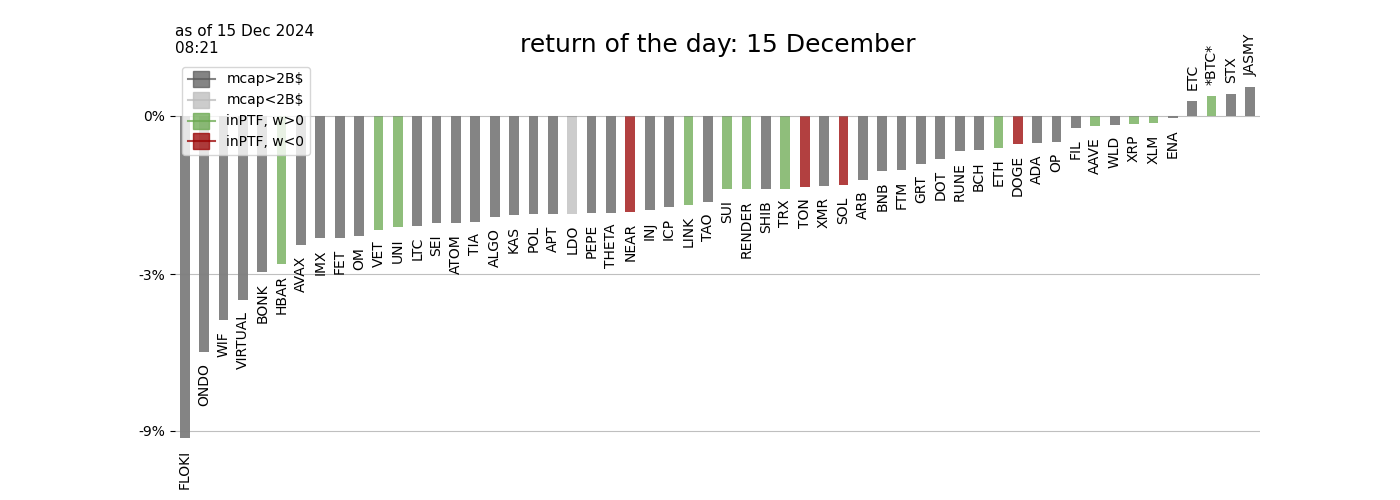 as of 15 Dec 2024
08:21
return of the day: 15 December
mcap>2B$
mcap<2B$
inPTF, w>0
inPTF, w<0
0%
-3%
-9%
FLOKI
ONDO
WIF
VIRTUAL
BONK
HBAR
AVAX
IMX
FET
OM
VET
UNI
LTC
SEI
ATOM
TIA
ALGO
KAS
POL
APT
LDO
PEPE
THETA
NEAR
INJ
ICP
LINK
TAO
SUI
RENDER
SHIB
TRX
TON
XMR
SOL
ARB
BNB
FTM
GRT
DOT
RUNE
BCH
ETH
DOGE
ADA
OP
FIL
AAVE
WLD
XRP
XLM
ENA
ETC
*BTC*
STX
JASMY